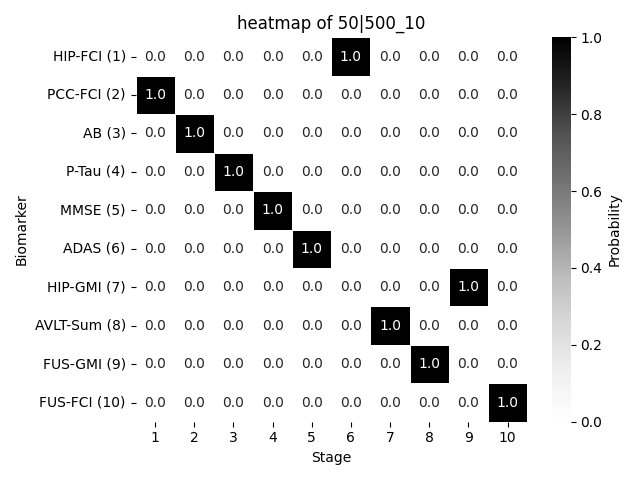 heatmap of 50|500_10
HIP-FCI (1) 0.0 0.0 0.0 0.0 0.0 1.0 0.0 0.0 0.0 0.0
PCC-FCI (2) 1.0 0.0 0.0 0.0 0.0 0.0 0.0 0.0 0.0 0.0
AB (3) 0.0 1.0 0.0 0.0 0.0 0.0 0.0 0.0 0.0 0.0
P-Tau (4) 0.0 0.0 1.0 0.0 0.0 0.0 0.0 0.0 0.0 0.0
MMSE (5) 0.0 0.0 0.0 1.0 0.0 0.0 0.0 0.0 0.0 0.0
ADAS (6) 0.0 0.0 0.0 0.0 1.0 0.0 0.0 0.0 0.0 0.0
HIP-GMI (7) 0.0 0.0 0.0 0.0 0.0 0.0 0.0 0.0 1.0 0.0
AVLT-Sum (8) 0.0 0.0 0.0 0.0 0.0 0.0 1.0 0.0 0.0 0.0
FUS-GMI (9) 0.0 0.0 0.0 0.0 0.0 0.0 0.0 1.0 0.0 0.0
FUS-FCI (10) 0.0 0.0 0.0 0.0 0.0 0.0 0.0 0.0 0.0 1.0
1 2 3 4 5 6 7 8 9 10
Stage
Biomarker
1.0
0.8
0.6
0.4
0.2
0.0
Probability